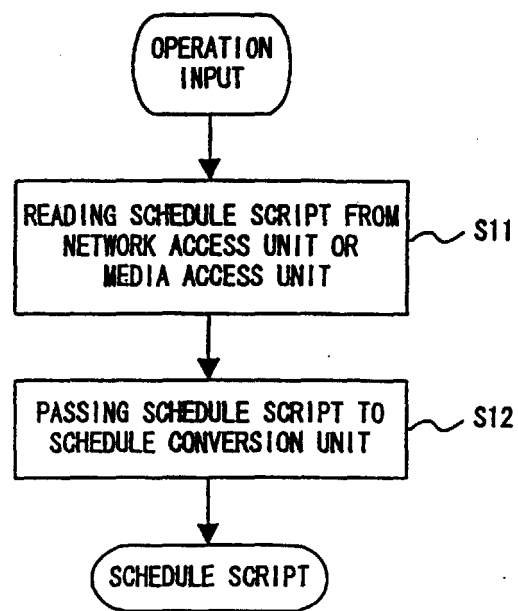 OPERATION
INPUT
READING SCHEDULE SCRIPT FROM
NETWORK ACCESS UNIT OR
MEDIA ACCESS UNIT
S11
PASSING SCHEDULE SCRIPT TO
SCHEDULE CONVERSION UNIT
S12
SCHEDULE SCRIPT